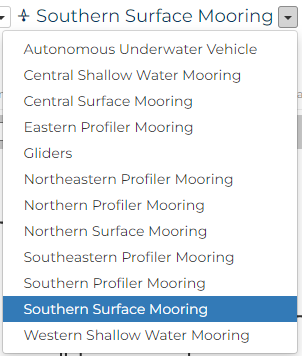 Southern Surface Mooring
Autonomous Underwater Vehicle
Central Shallow Water Mooring
Central Surface Mooring
Eastern Profiler Mooring
Gliders
Northeastern Profiler Mooring
Northern Profiler Mooring
Northern Surface Mooring
Southeastern Profiler Mooring
Southern Profiler Mooring
Southern Surface Mooring
Western Shallow Water Mooring